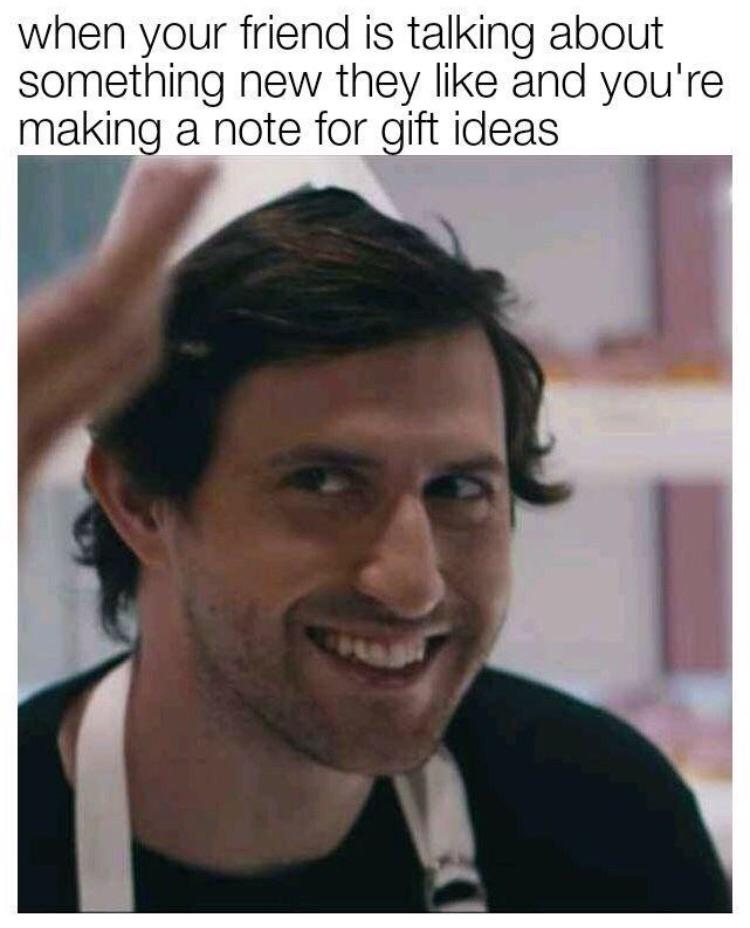 when your friend is talking about
something new they like and you're
making a note for gift ideas